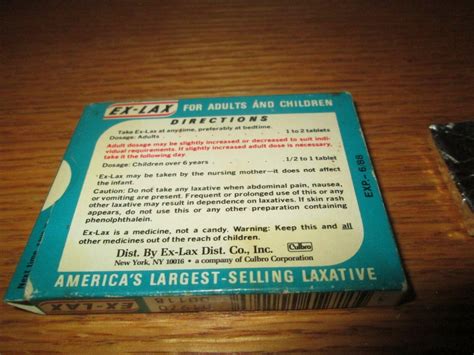 EX-LAX FOR ADULTS AND CHILDREN
DIRECTIONS
Take Ex-Lax at anytime, preferably at bedtime.
Dosage: Adults 1 to 2 tablets
Adult dosage may be slightly increased or decreased to suit indi-
vidual requirements. If slightly increased adult dose is necessary,
take it the following day.
Dosage: Children over 6 years 1/2 to 1 tablet
Ex-Lax may be taken by the nursing mother—it does not affect
the infant.
Caution: Do not take any laxative when abdominal pain, nausea,
or vomiting are present. Frequent or prolonged use of this or any
other laxative may result in dependence on laxatives. If skin rash
appears, do not use this or any other preparation containing
phenolphthalein.
Ex-Lax is a medicine, not a candy. Warning: Keep this and all
other medicines out of the reach of children.
Dist. By Ex-Lax Dist. Co., Inc.
New York, NY 10016 • a company of Culbro Corporation
Culbro
AMERICA'S LARGEST-SELLING LAXATIVE
EXP-6/88